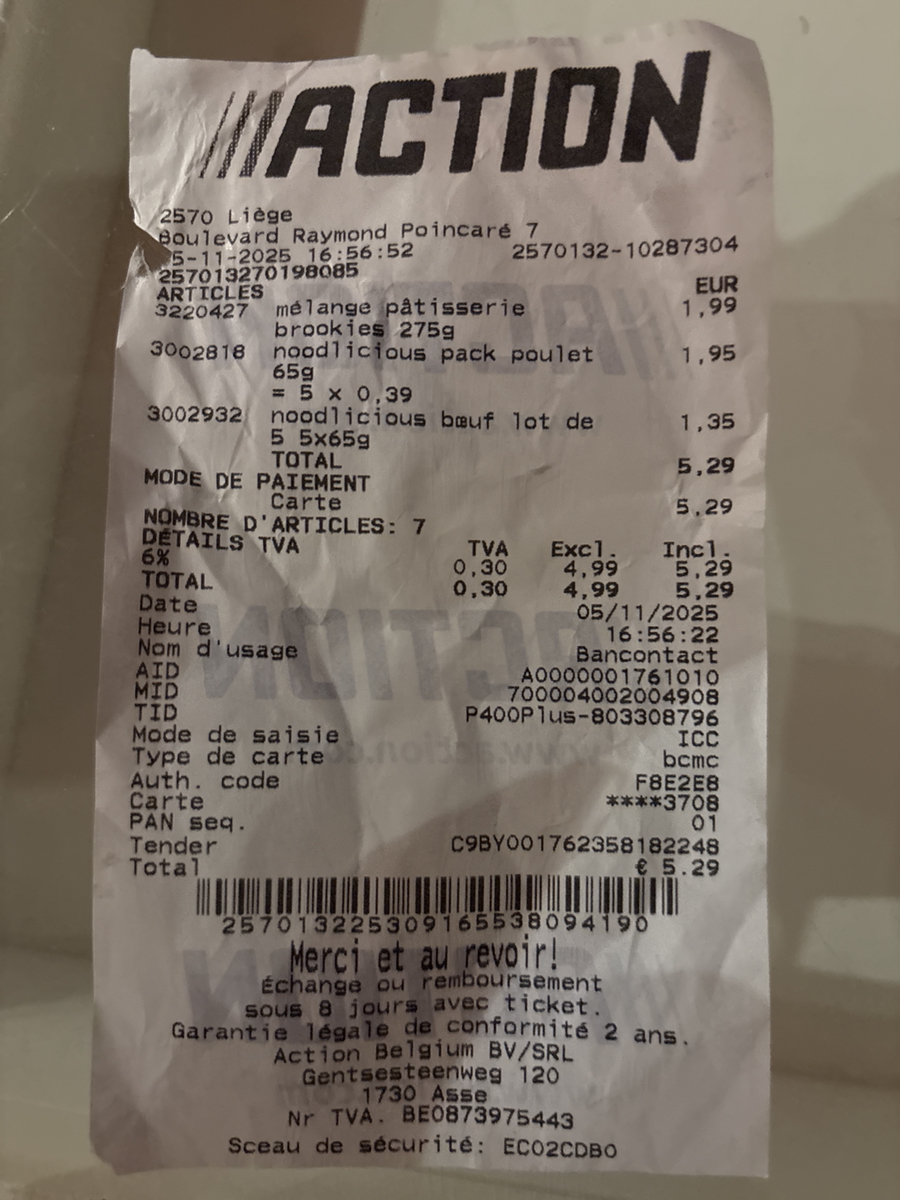 ACTION
2570 Liège
Boulevard Raymond Poincaré 7
5-11-2025 16:56:52 2570132-10287304
257013270198085
ARTICLES EUR
3220427 mélange pâtisserie 1,99
brookies 275g
3002818 noodlicious pack poulet 1,95
65g
= 5 x 0,39
3002932 noodlicious bœuf lot de 1,35
5 5x65g
TOTAL 5,29
MODE DE PAIEMENT
Carte 5,29
NOMBRE D'ARTICLES: 7
DÉTAILS TVA TVA Excl. Incl.
6% 0,30 4,99 5,29
TOTAL 0,30 4,99 5,29
Date 05/11/2025
Heure 16:56:22
Nom d'usage Bancontact
AID A0000001761010
MID 700004002004908
TID P400Plus-803308796
Mode de saisie ICC
Type de carte bcmc
Auth. code F8E2E8
Carte ****3708
PAN seq. 01
Tender C9BY001762358182248
Total € 5.29
257013225309165538094190
Merci et au revoir!
Échange ou remboursement
sous 8 jours avec ticket.
Garantie légale de conformité 2 ans.
Action Belgium BV/SRL
Gentsesteenweg 120
1730 Asse
Nr TVA. BE0873975443
Sceau de sécurité: EC02CDB0